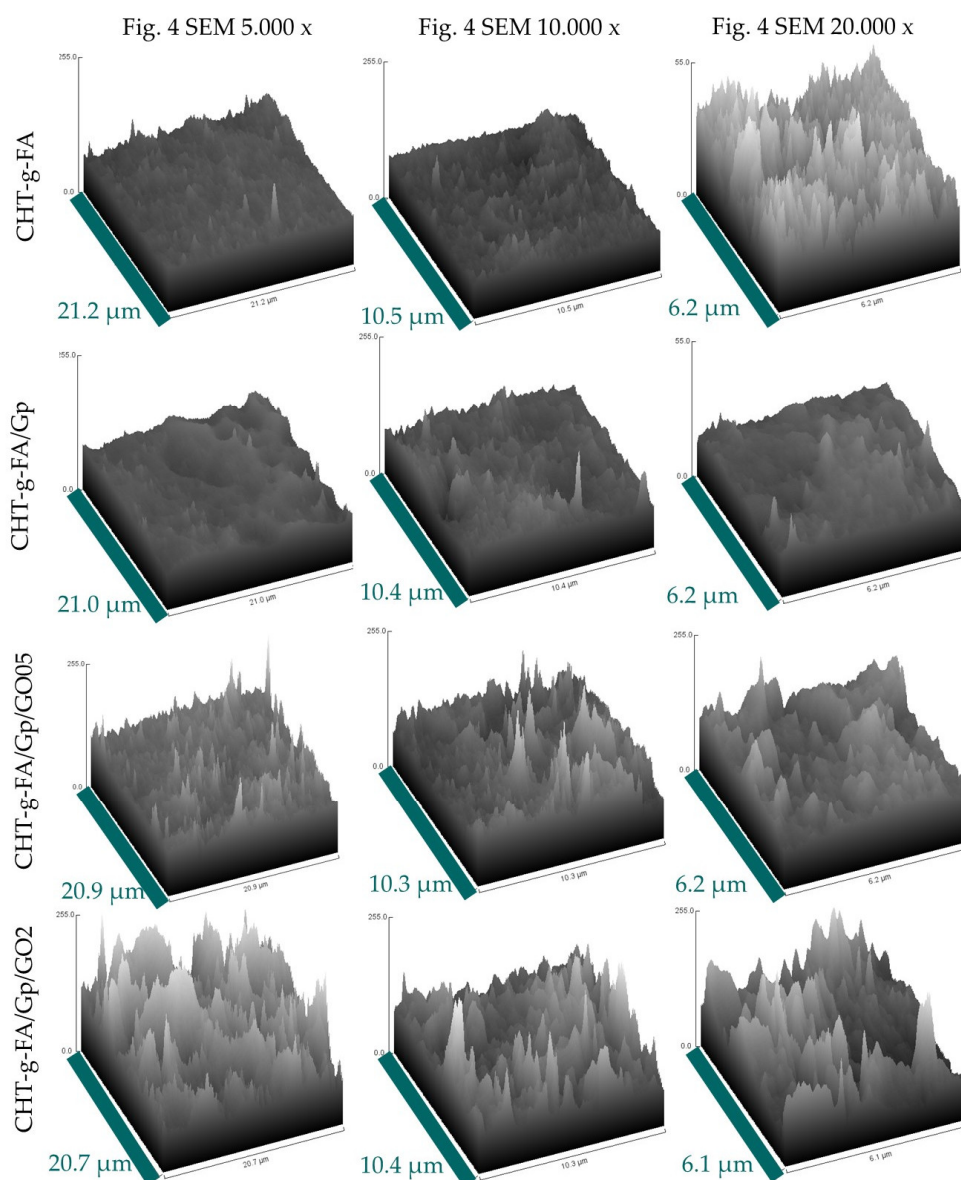 Fig. 4 SEM 5.000 x
Fig. 4 SEM 10.000 x
Fig. 4 SEM 20.000 x
CHT-g-FA
.55.0
0.0
21.2 µm
21.2 µm
255.0
0.0
10.5 µm
10.5 µm
55.0
0.0
6.2 µm
6.2 µm
CHT-g-FA/Gp
255.0
0.0
21.0 µm
21.0 µm
255.0
0.0
10.4 µm
10.4 µm
55.0
0.0
6.2 µm
6.2 µm
CHT-g-FA/Gp/GO05
255.0
0.0
20.9 µm
20.9 µm
255.0
0.0
10.3 µm
10.3 µm
255.0
0.0
6.2 µm
6.2 µm
CHT-g-FA/Gp/GO2
255.0
0.0
20.7 µm
20.7 µm
255.0
0.0
10.4 µm
10.3 µm
255.0
0.0
6.1 µm
6.1 µm